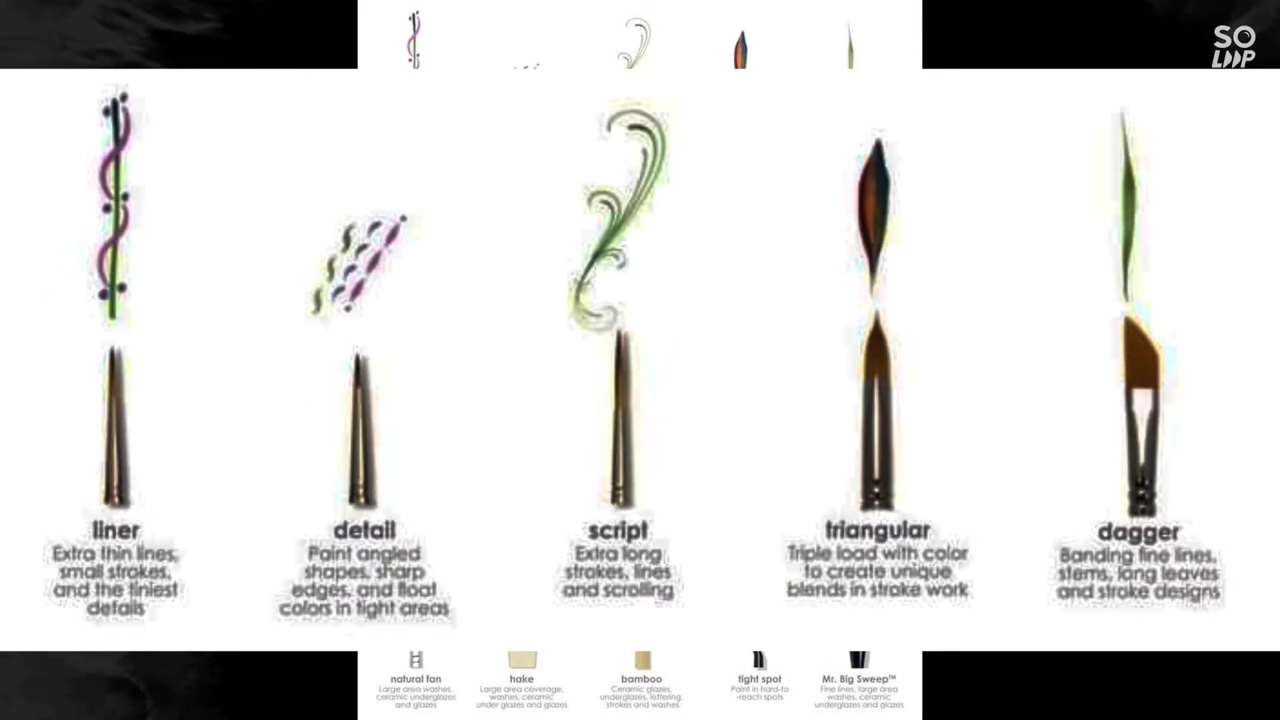 SO
LOOP
liner
Extra thin lines,
small strokes,
and the tiniest
details
detail
Paint angled
shapes, sharp
edges, and float
colors in tight areas
script
Extra long
strokes, lines
and scrolling
triangular
Triple load with color
to create unique
blends in stroke work
dagger
Banding fine lines,
stems, long leaves
and stroke designs
natural fan
Large area washes,
ceramic underglazes
and glazes
hake
Large area coverage,
washes, ceramic
under glazes and glazes
bamboo
Ceramic glazes,
underglazes, lettering,
strokes and washes
tight spot
Paint in hard-to
-reach spots
Mr. Big Sweep™
Fine lines, large area
washes, ceramic
underglazes and glazes